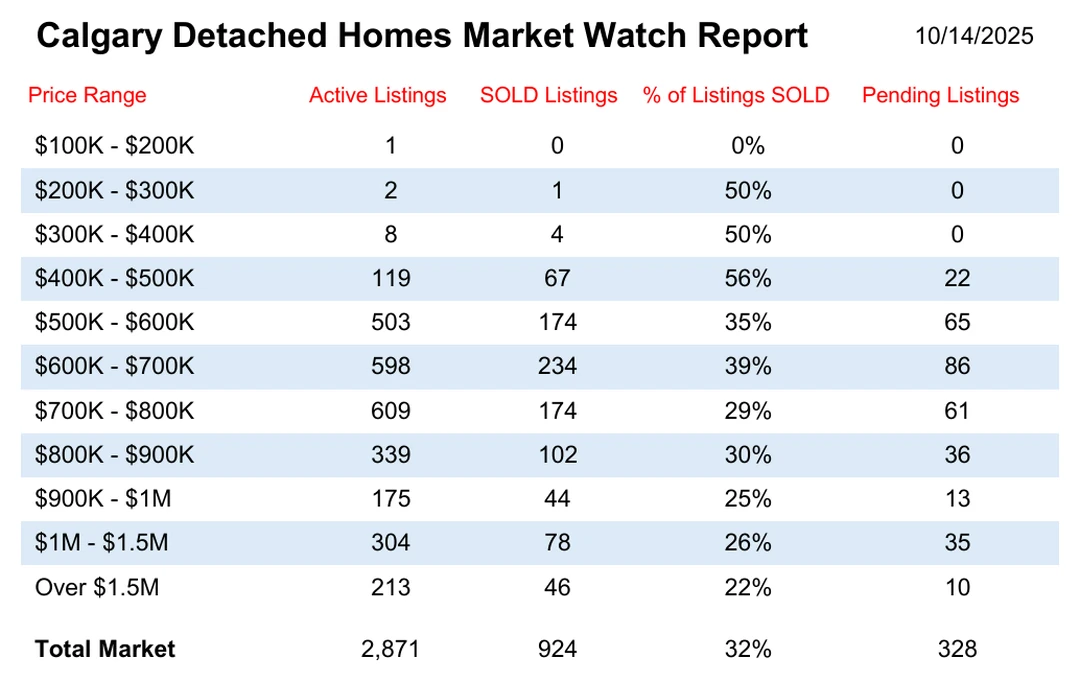 Calgary Detached Homes Market Watch Report 10/14/2025
Price Range Active Listings SOLD Listings % of Listings SOLD Pending Listings
$100K - $200K 1 0 0% 0
$200K - $300K 2 1 50% 0
$300K - $400K 8 4 50% 0
$400K - $500K 119 67 56% 22
$500K - $600K 503 174 35% 65
$600K - $700K 598 234 39% 86
$700K - $800K 609 174 29% 61
$800K - $900K 339 102 30% 36
$900K - $1M 175 44 25% 13
$1M - $1.5M 304 78 26% 35
Over $1.5M 213 46 22% 10
Total Market 2,871 924 32% 328